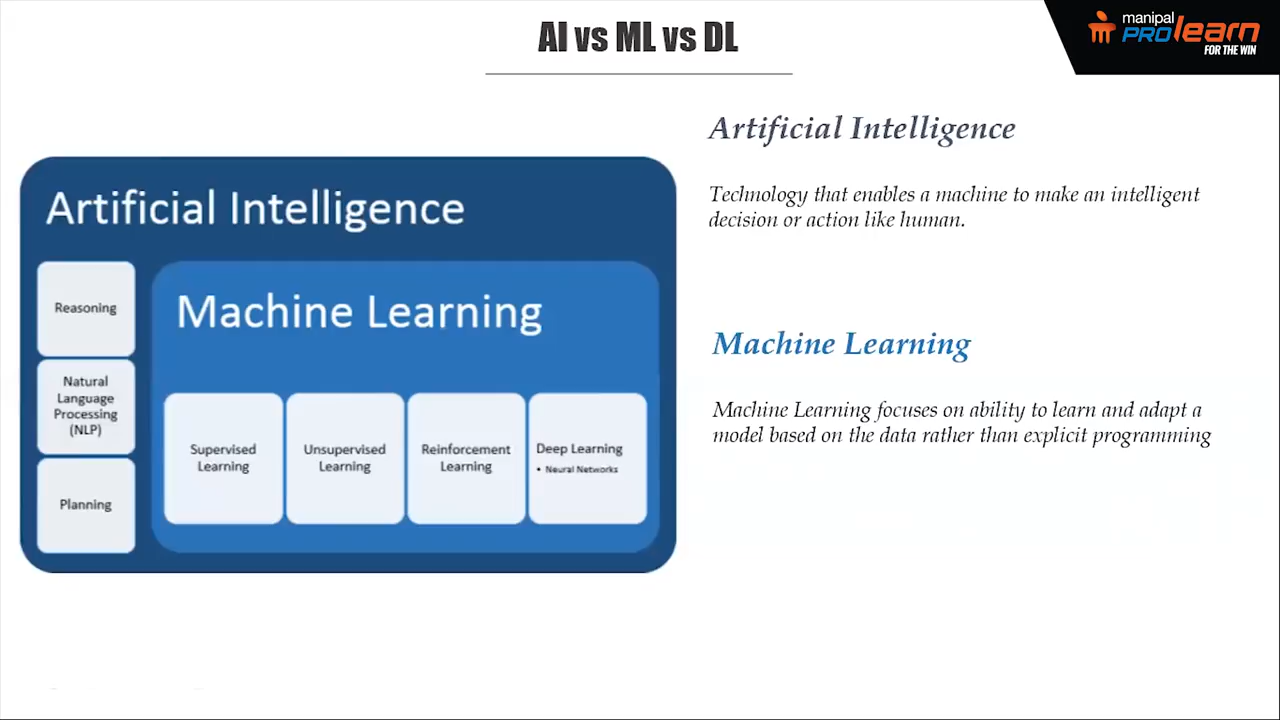 AI vs ML vs DL
manipal
PRO learn
FOR THE WIN
Artificial Intelligence
Reasoning
Natural
Language
Processing
(NLP)
Planning
Machine Learning
Supervised
Learning
Unsupervised
Learning
Reinforcement
Learning
Deep Learning
• Neural Networks
Artificial Intelligence
Technology that enables a machine to make an intelligent
decision or action like human.
Machine Learning
Machine Learning focuses on ability to learn and adapt a
model based on the data rather than explicit programming